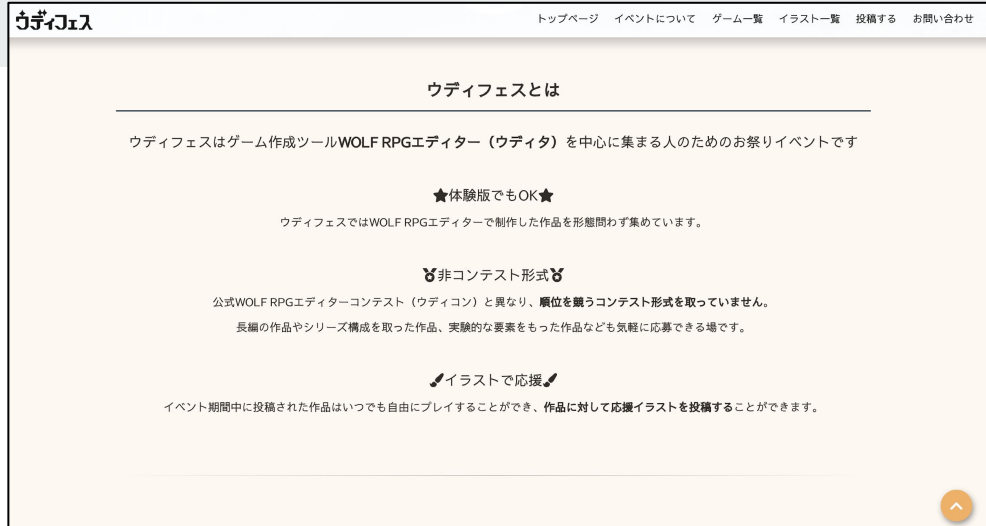 ウディフェス
トップページ イベントについて ゲーム一覧 イラスト一覧 投稿する お問い合わせ
ウディフェスとは
ウディフェスはゲーム作成ツールWOLF RPGエディター（ウディタ）を中心に集まる人のためのお祭りイベントです
★体験版でもOK★
ウディフェスではWOLF RPGエディターで制作した作品を形態問わず集めています。
非コンテスト形式
公式WOLF RPGエディターコンテスト（ウディコン）と異なり、順位を競うコンテスト形式を取っていません。
長編の作品やシリーズ構成を取った作品、実験的な要素をもった作品なども気軽に応募できる場です。
イラストで応援
イベント期間中に投稿された作品はいつでも自由にプレイすることができ、作品に対して応援イラストを投稿することができます。